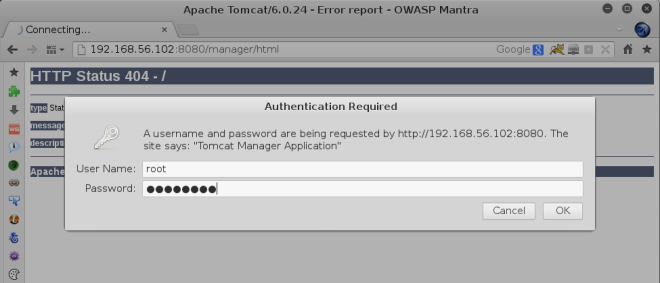 Apache Tomcat/6.0.24 - Error report - OWASP Mantra
Connecting...
192.168.56.102:8080/manager/html
Google
HTTP Status 404 - /
type Stat
message
descripti
Apache
Authentication Required
A username and password are being requested by http://192.168.56.102:8080. The
site says: "Tomcat Manager Application"
User Name: root
Password: ●●●●●●●●
Cancel OK